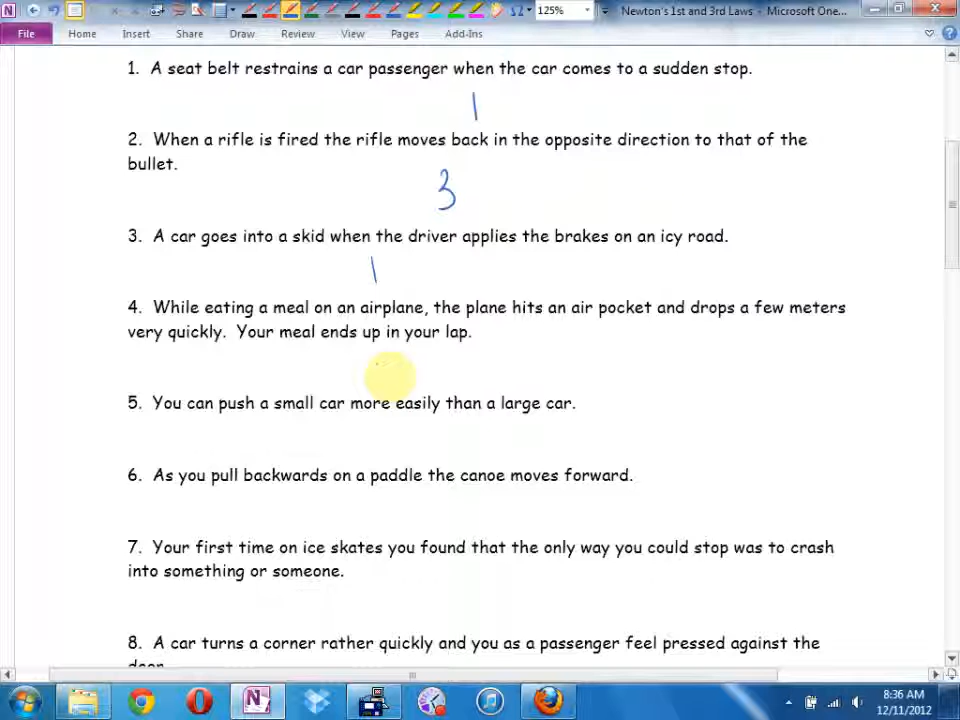 125%
Newton's 1st and 3rd Laws - Microsoft One...
File Home Insert Share Draw Review View Pages Add-Ins
1. A seat belt restrains a car passenger when the car comes to a sudden stop.
1
2. When a rifle is fired the rifle moves back in the opposite direction to that of the
bullet.
3
3. A car goes into a skid when the driver applies the brakes on an icy road.
1
4. While eating a meal on an airplane, the plane hits an air pocket and drops a few meters
very quickly. Your meal ends up in your lap.
5. You can push a small car more easily than a large car.
6. As you pull backwards on a paddle the canoe moves forward.
7. Your first time on ice skates you found that the only way you could stop was to crash
into something or someone.
8. A car turns a corner rather quickly and you as a passenger feel pressed against the
door.
8:36 AM
12/11/2012